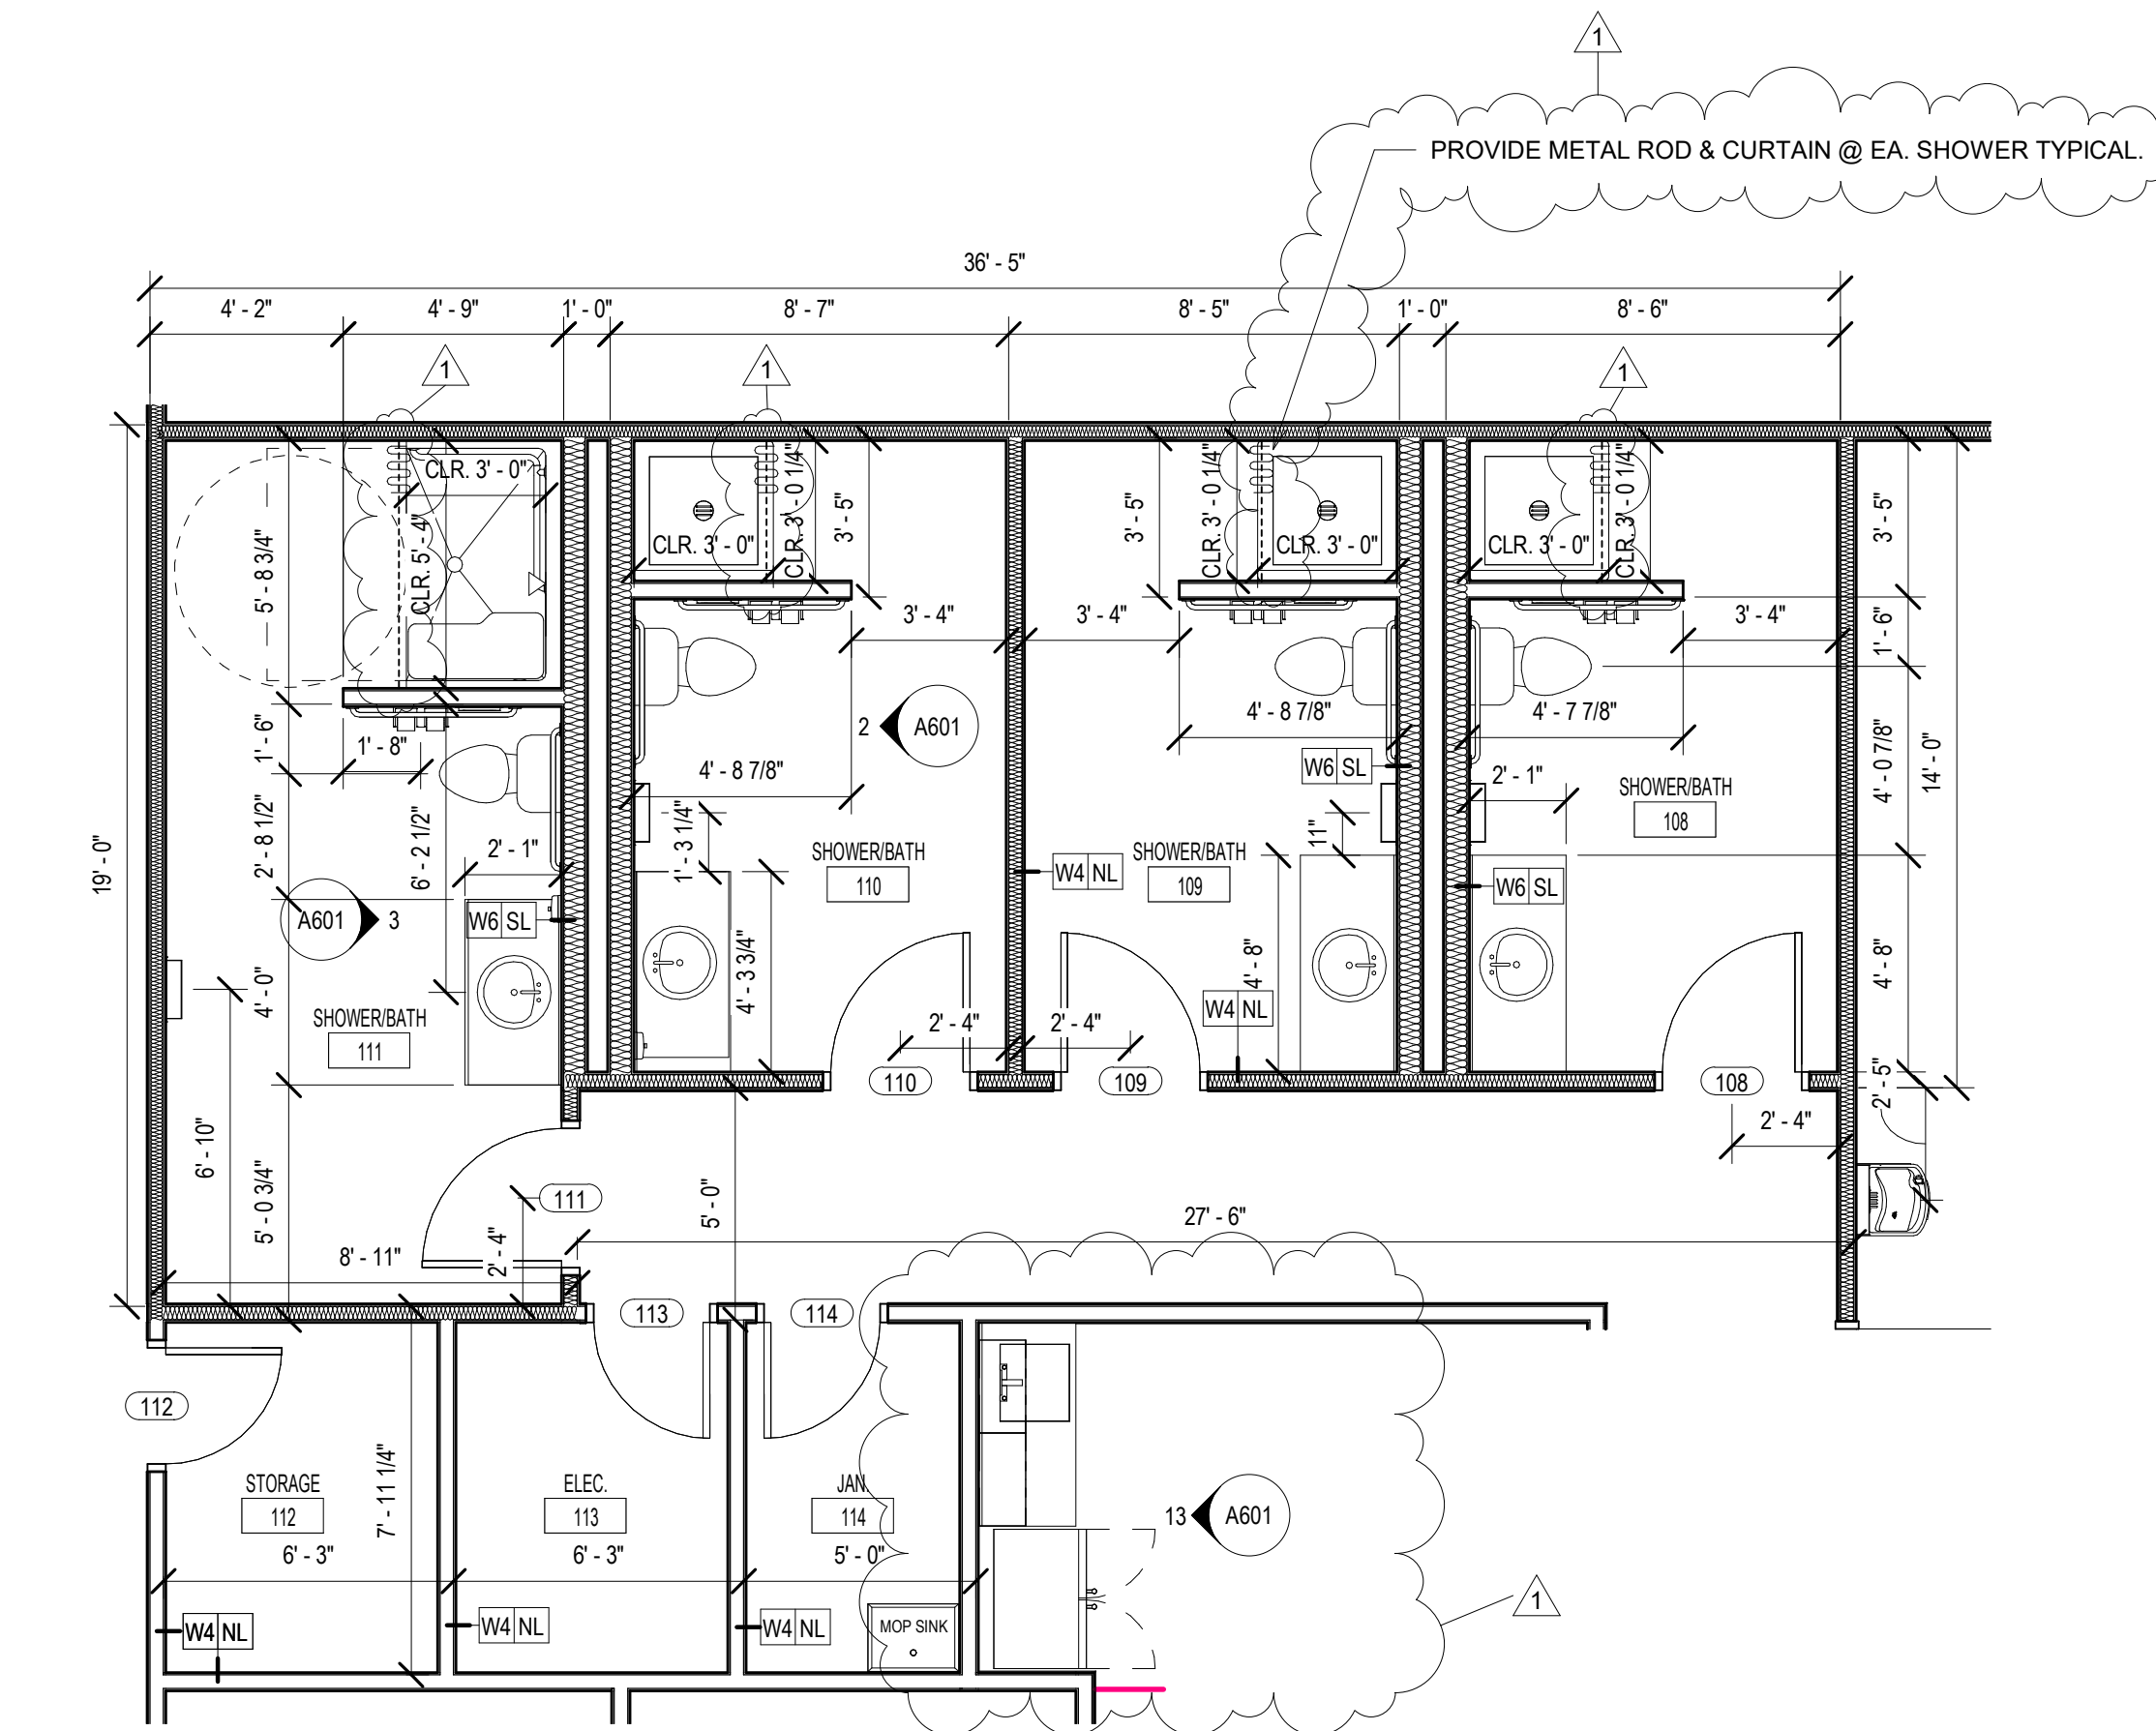 1
PROVIDE METAL ROD & CURTAIN @ EA. SHOWER TYPICAL.
36' - 5"
4' - 2"
4' - 9"
1' - 0"
8' - 7"
8' - 5"
1' - 0"
8' - 6"
1
1
1
CLR. 3' - 0"
CLR. 5' - 4"
5' - 8 3/4"
CLR. 3' - 0"
CLR. 3' - 0 1/4"
3' - 5"
3' - 5"
CLR. 3' - 0 1/4"
CLR. 3' - 0"
CLR. 3' - 0"
CLR. 3' - 0 1/4"
3' - 5"
3' - 4"
3' - 4"
3' - 4"
1' - 6"
1' - 6"
1' - 8"
2
A601
4' - 8 7/8"
4' - 8 7/8"
4' - 7 7/8"
W6 SL
2' - 1"
SHOWER/BATH
108
4' - 0 7/8"
14' - 0"
19' - 0"
2' - 8 1/2"
6' - 2 1/2"
2' - 1"
1' - 3 1/4"
SHOWER/BATH
110
W4 NL
SHOWER/BATH
109
11"
W6 SL
A601
3
W6 SL
4' - 0"
4' - 3 3/4"
4' - 8"
4' - 8"
SHOWER/BATH
111
W4 NL
2' - 4"
2' - 4"
110
109
108
2' - 5"
2' - 4"
6' - 10"
5' - 0 3/4"
111
5' - 0"
2' - 4"
8' - 11"
27' - 6"
113
114
112
STORAGE
112
7' - 11 1/4"
ELEC.
113
JAN.
114
13
A601
6' - 3"
6' - 3"
5' - 0"
1
W4 NL
W4 NL
W4 NL
MOP SINK